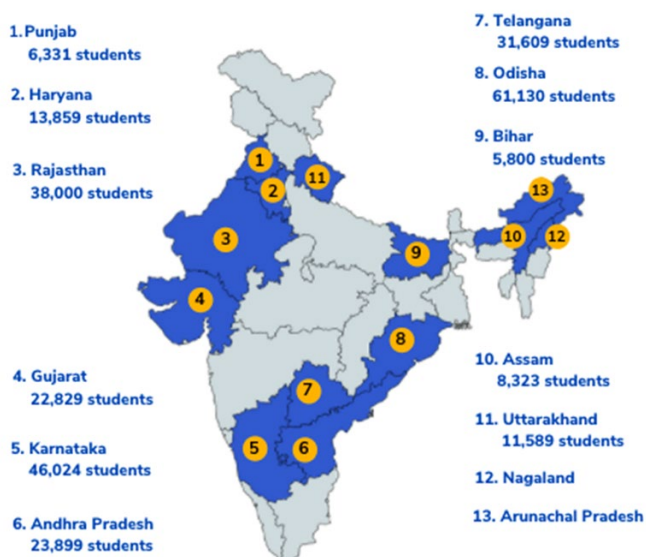 1.Punjab
6,331 students
2. Haryana
13,859 students
3. Rajasthan
38,000 students
4. Gujarat
22,829 students
5. Karnataka
46,024 students
6. Andhra Pradesh
23,899 students
7. Telangana
31,609 students
8. Odisha
61,130 students
9. Bihar
5,800 students
10. Assam
8,323 students
11. Uttarakhand
11,589 students
12. Nagaland
13. Arunachal Pradesh
1
2
11
3
4
9
13
10
12
8
7
5
6